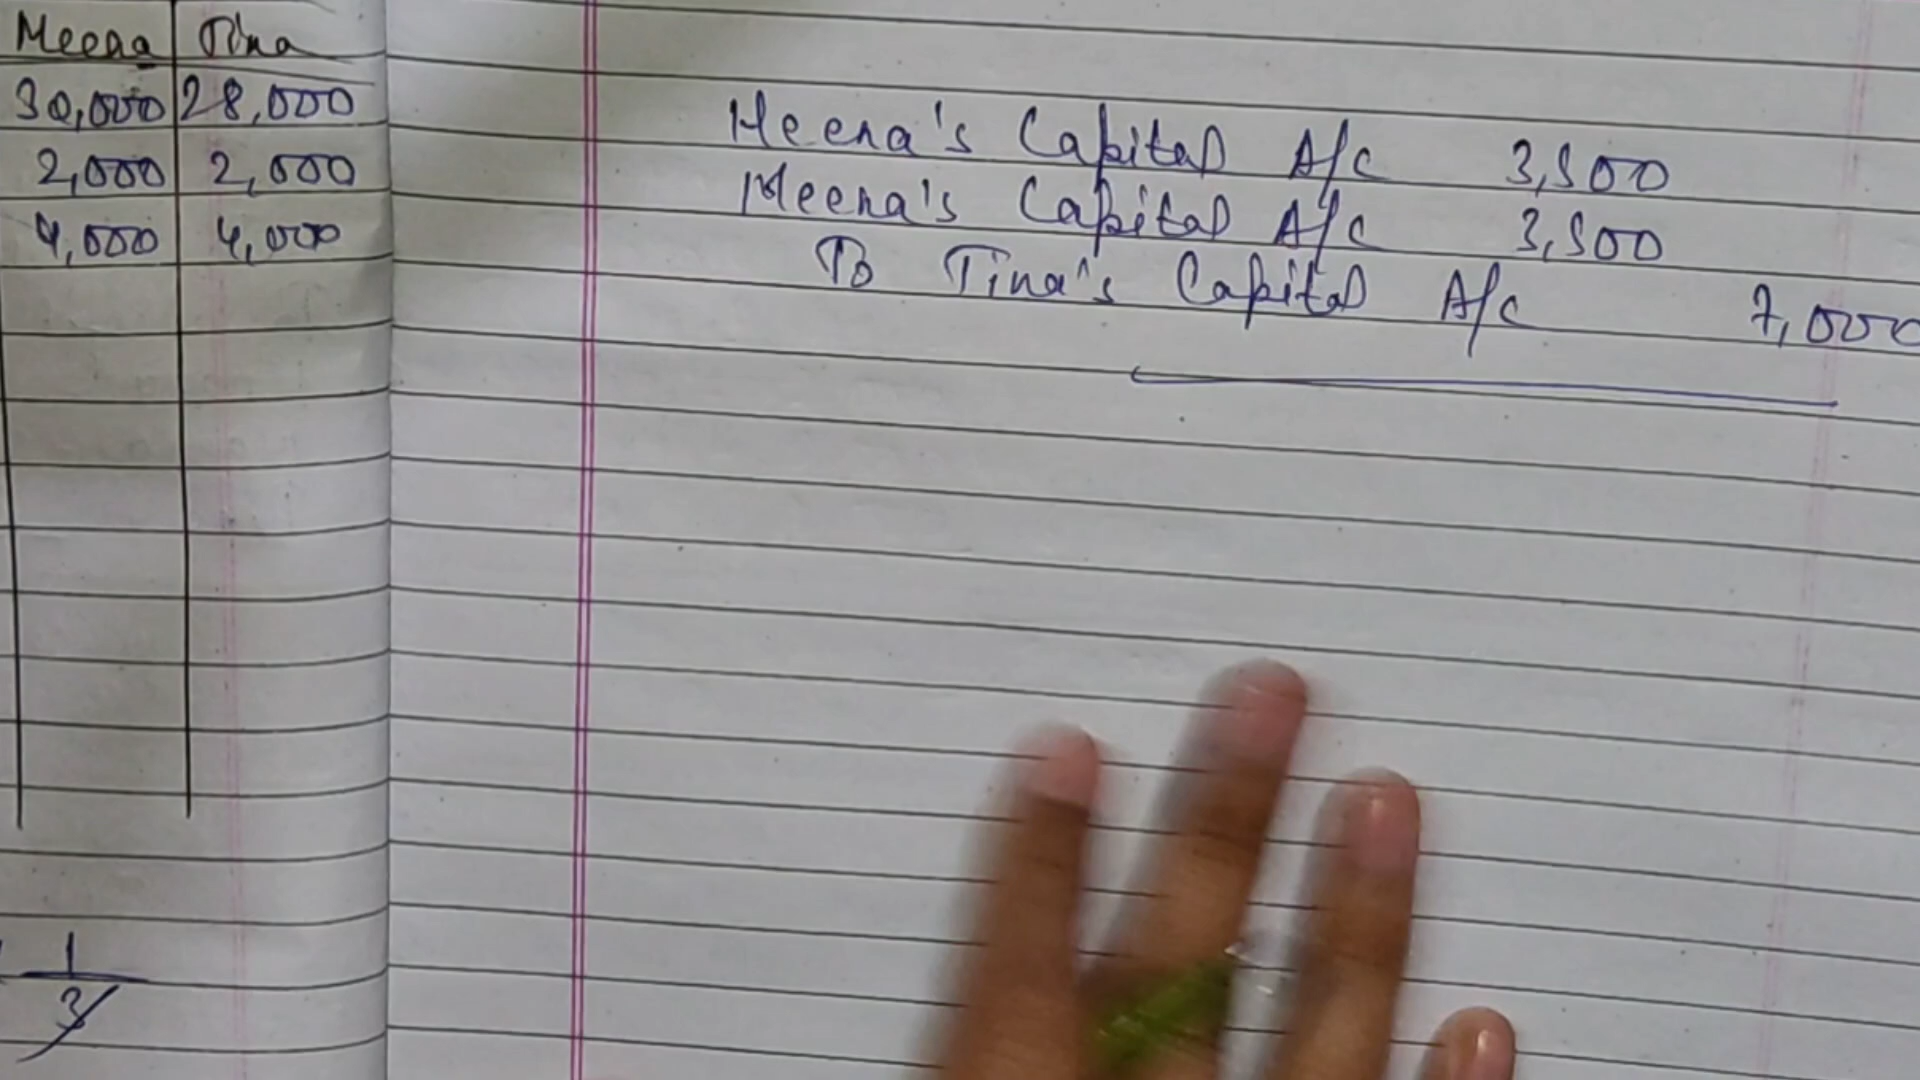 Meena Tina
30,000 28,000
2,000 2,000
4,000 4,000
1
3
Heena's Capital A/c 3,500
Meena's Capital A/c 3,500
To Tina's Capital A/c 7,000